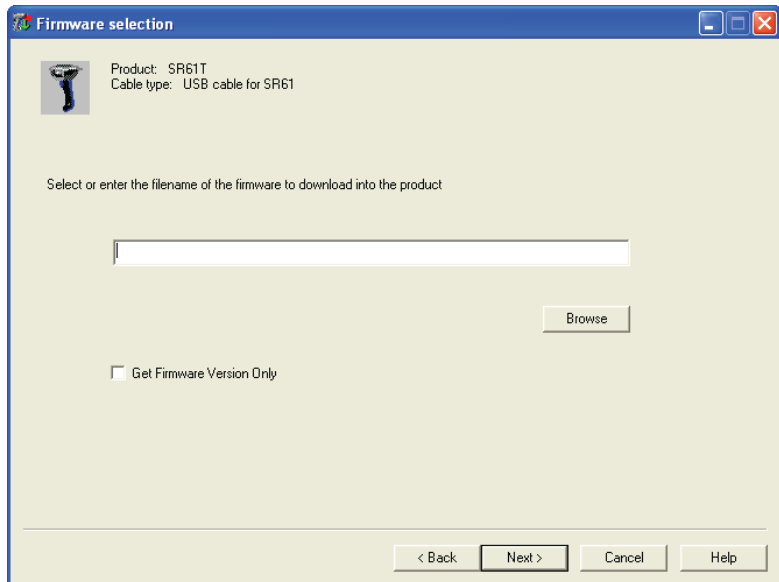 Firmware selection
Product: SR61T
Cable type: USB cable for SR61
Select or enter the filename of the firmware to download into the product
Browse
Get Firmware Version Only
< Back Next > Cancel Help